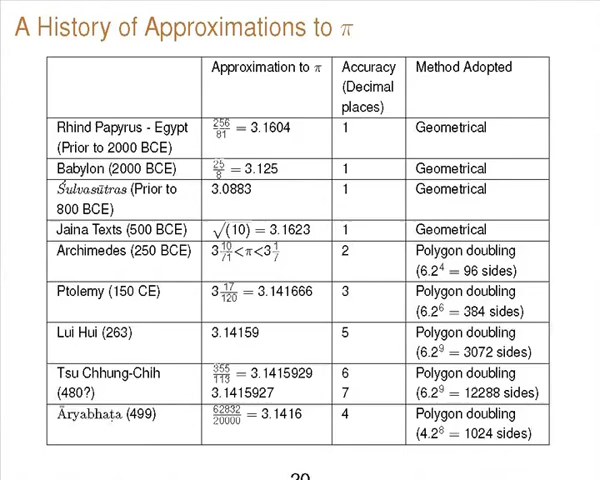 A History of Approximations to π
Approximation to π Accuracy (Decimal places) Method Adopted
Rhind Papyrus - Egypt (Prior to 2000 BCE) 256/81 = 3.1604 1 Geometrical
Babylon (2000 BCE) 25/8 = 3.125 1 Geometrical
Śulvasūtras (Prior to 800 BCE) 3.0883 1 Geometrical
Jaina Texts (500 BCE) √(10) = 3.1623 1 Geometrical
Archimedes (250 BCE) 3 10/71 < π < 3 1/7 2 Polygon doubling (6.2⁴ = 96 sides)
Ptolemy (150 CE) 3 17/120 = 3.141666 3 Polygon doubling (6.2⁶ = 384 sides)
Lui Hui (263) 3.14159 5 Polygon doubling (6.2⁹ = 3072 sides)
Tsu Chhung-Chih (480?) 355/113 = 3.1415929 6 3.1415927 7 Polygon doubling (6.2⁹ = 12288 sides)
Āryabhaṭa (499) 62832/20000 = 3.1416 4 Polygon doubling (4.2⁸ = 1024 sides)